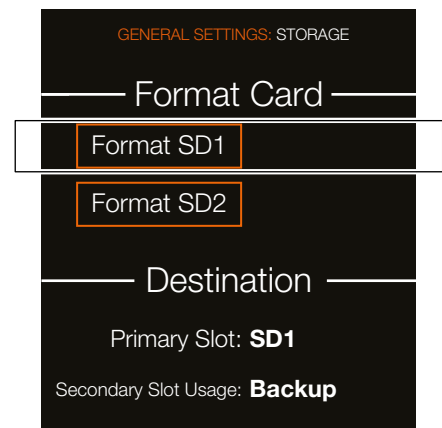 GENERAL SETTINGS: STORAGE
Format Card
Format SD1
Format SD2
Destination
Primary Slot: SD1
Secondary Slot Usage: Backup